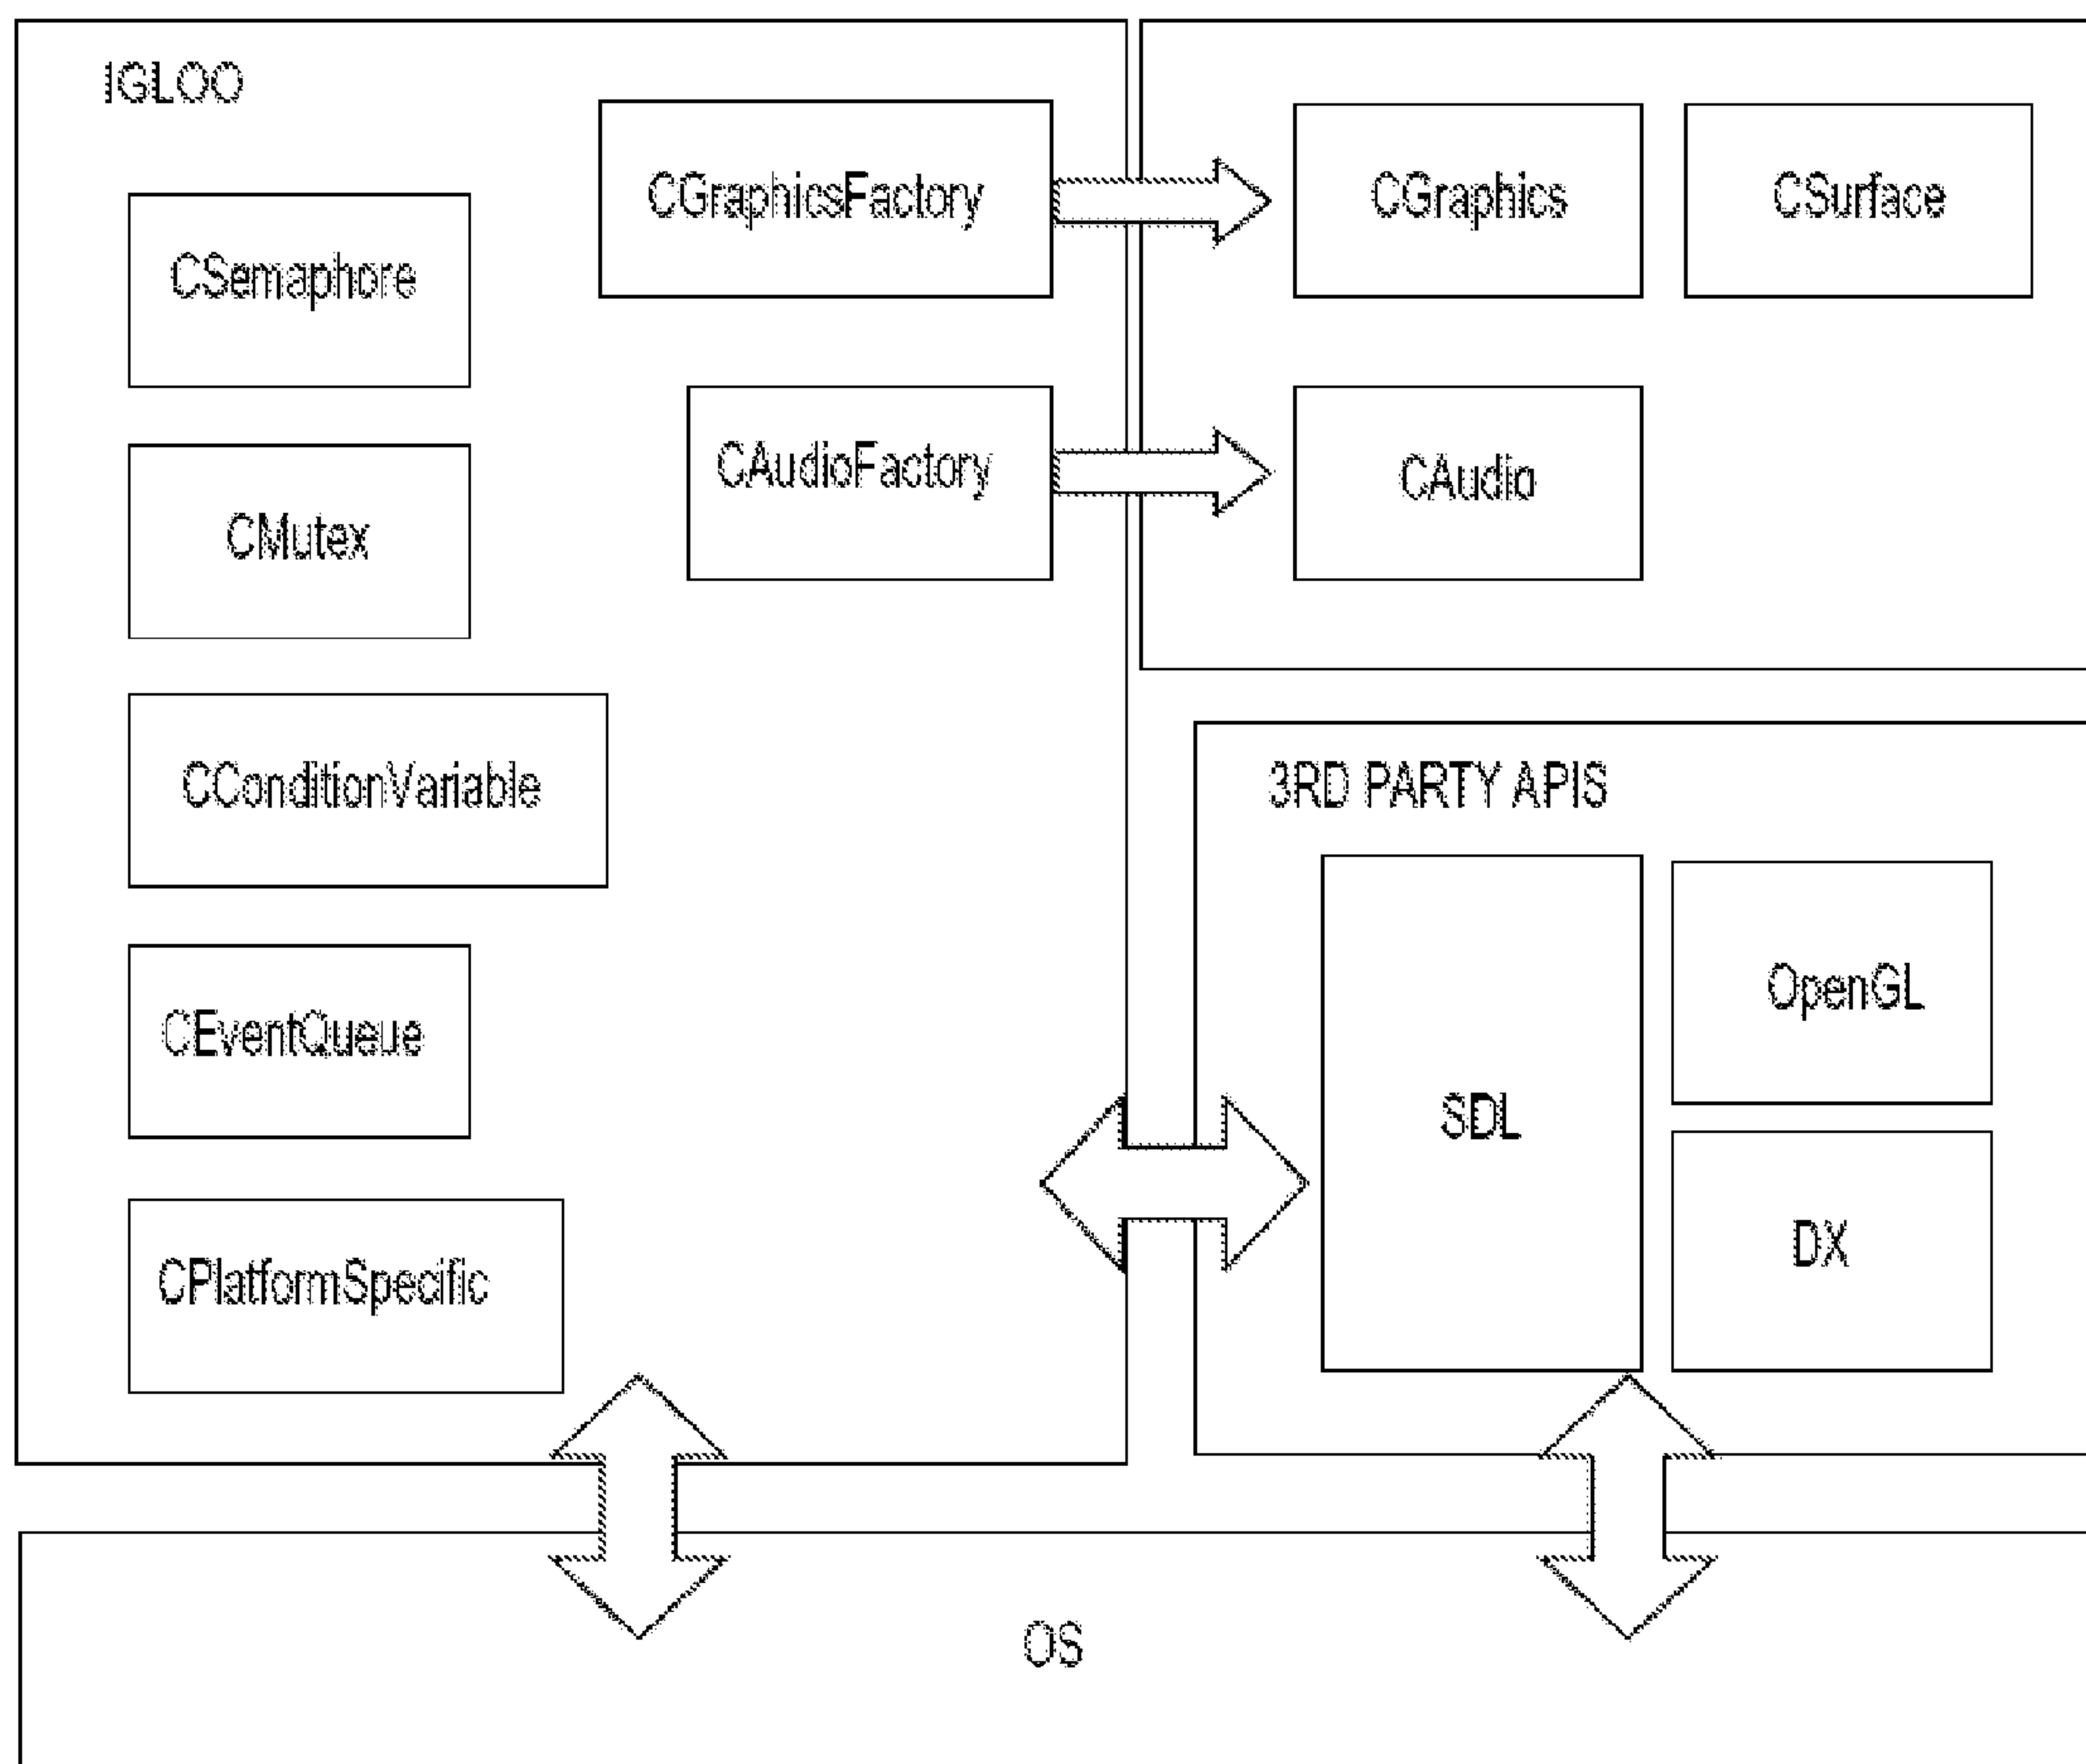 IGLOO
CGraphicsFactory
CGraphics
CSurface
CSemaphore
CAudioFactory
CAudio
CMutex
CConditionVariable
3RD PARTY APIS
CEventQueue
SDL
OpenGL
DX
CPlatformSpecific
OS